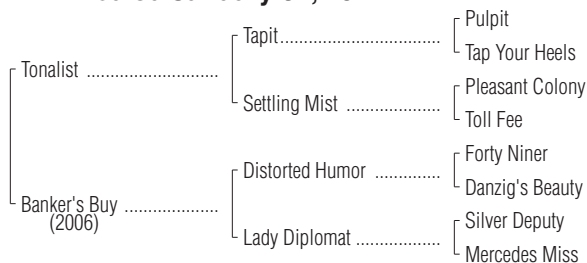 Tapit
Pulpit
Tap Your Heels
Tonalist
Settling Mist
Pleasant Colony
Toll Fee
Banker's Buy
(2006)
Distorted Humor
Forty Niner
Danzig's Beauty
Lady Diplomat
Silver Deputy
Mercedes Miss